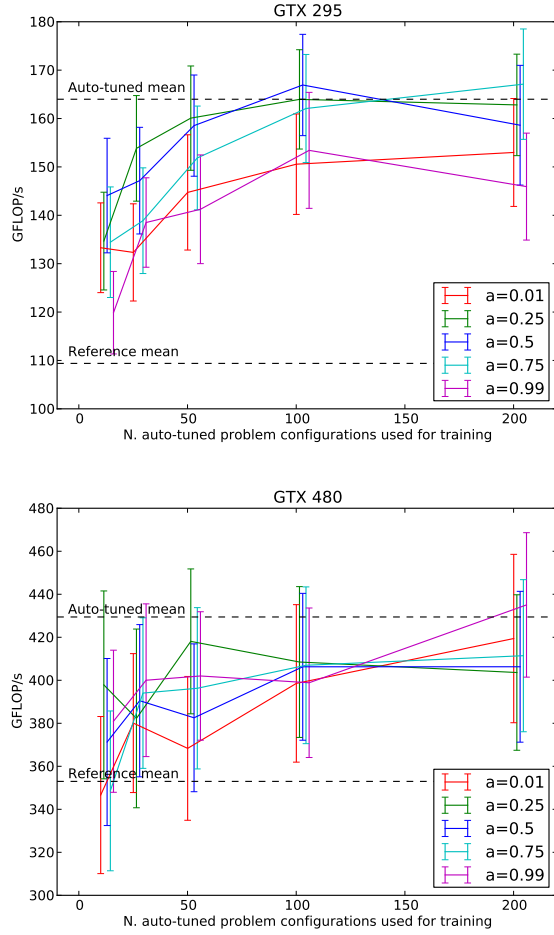 GTX 295
180
170
Auto-tuned mean
160
150
GFLOP/s
140
130
120
Reference mean
110
100
a=0.01
a=0.25
a=0.5
a=0.75
a=0.99
0 50 100 150 200
N. auto-tuned problem configurations used for training
GTX 480
480
460
440
Auto-tuned mean
420
400
GFLOP/s
380
360
Reference mean
340
320
300
a=0.01
a=0.25
a=0.5
a=0.75
a=0.99
0 50 100 150 200
N. auto-tuned problem configurations used for training